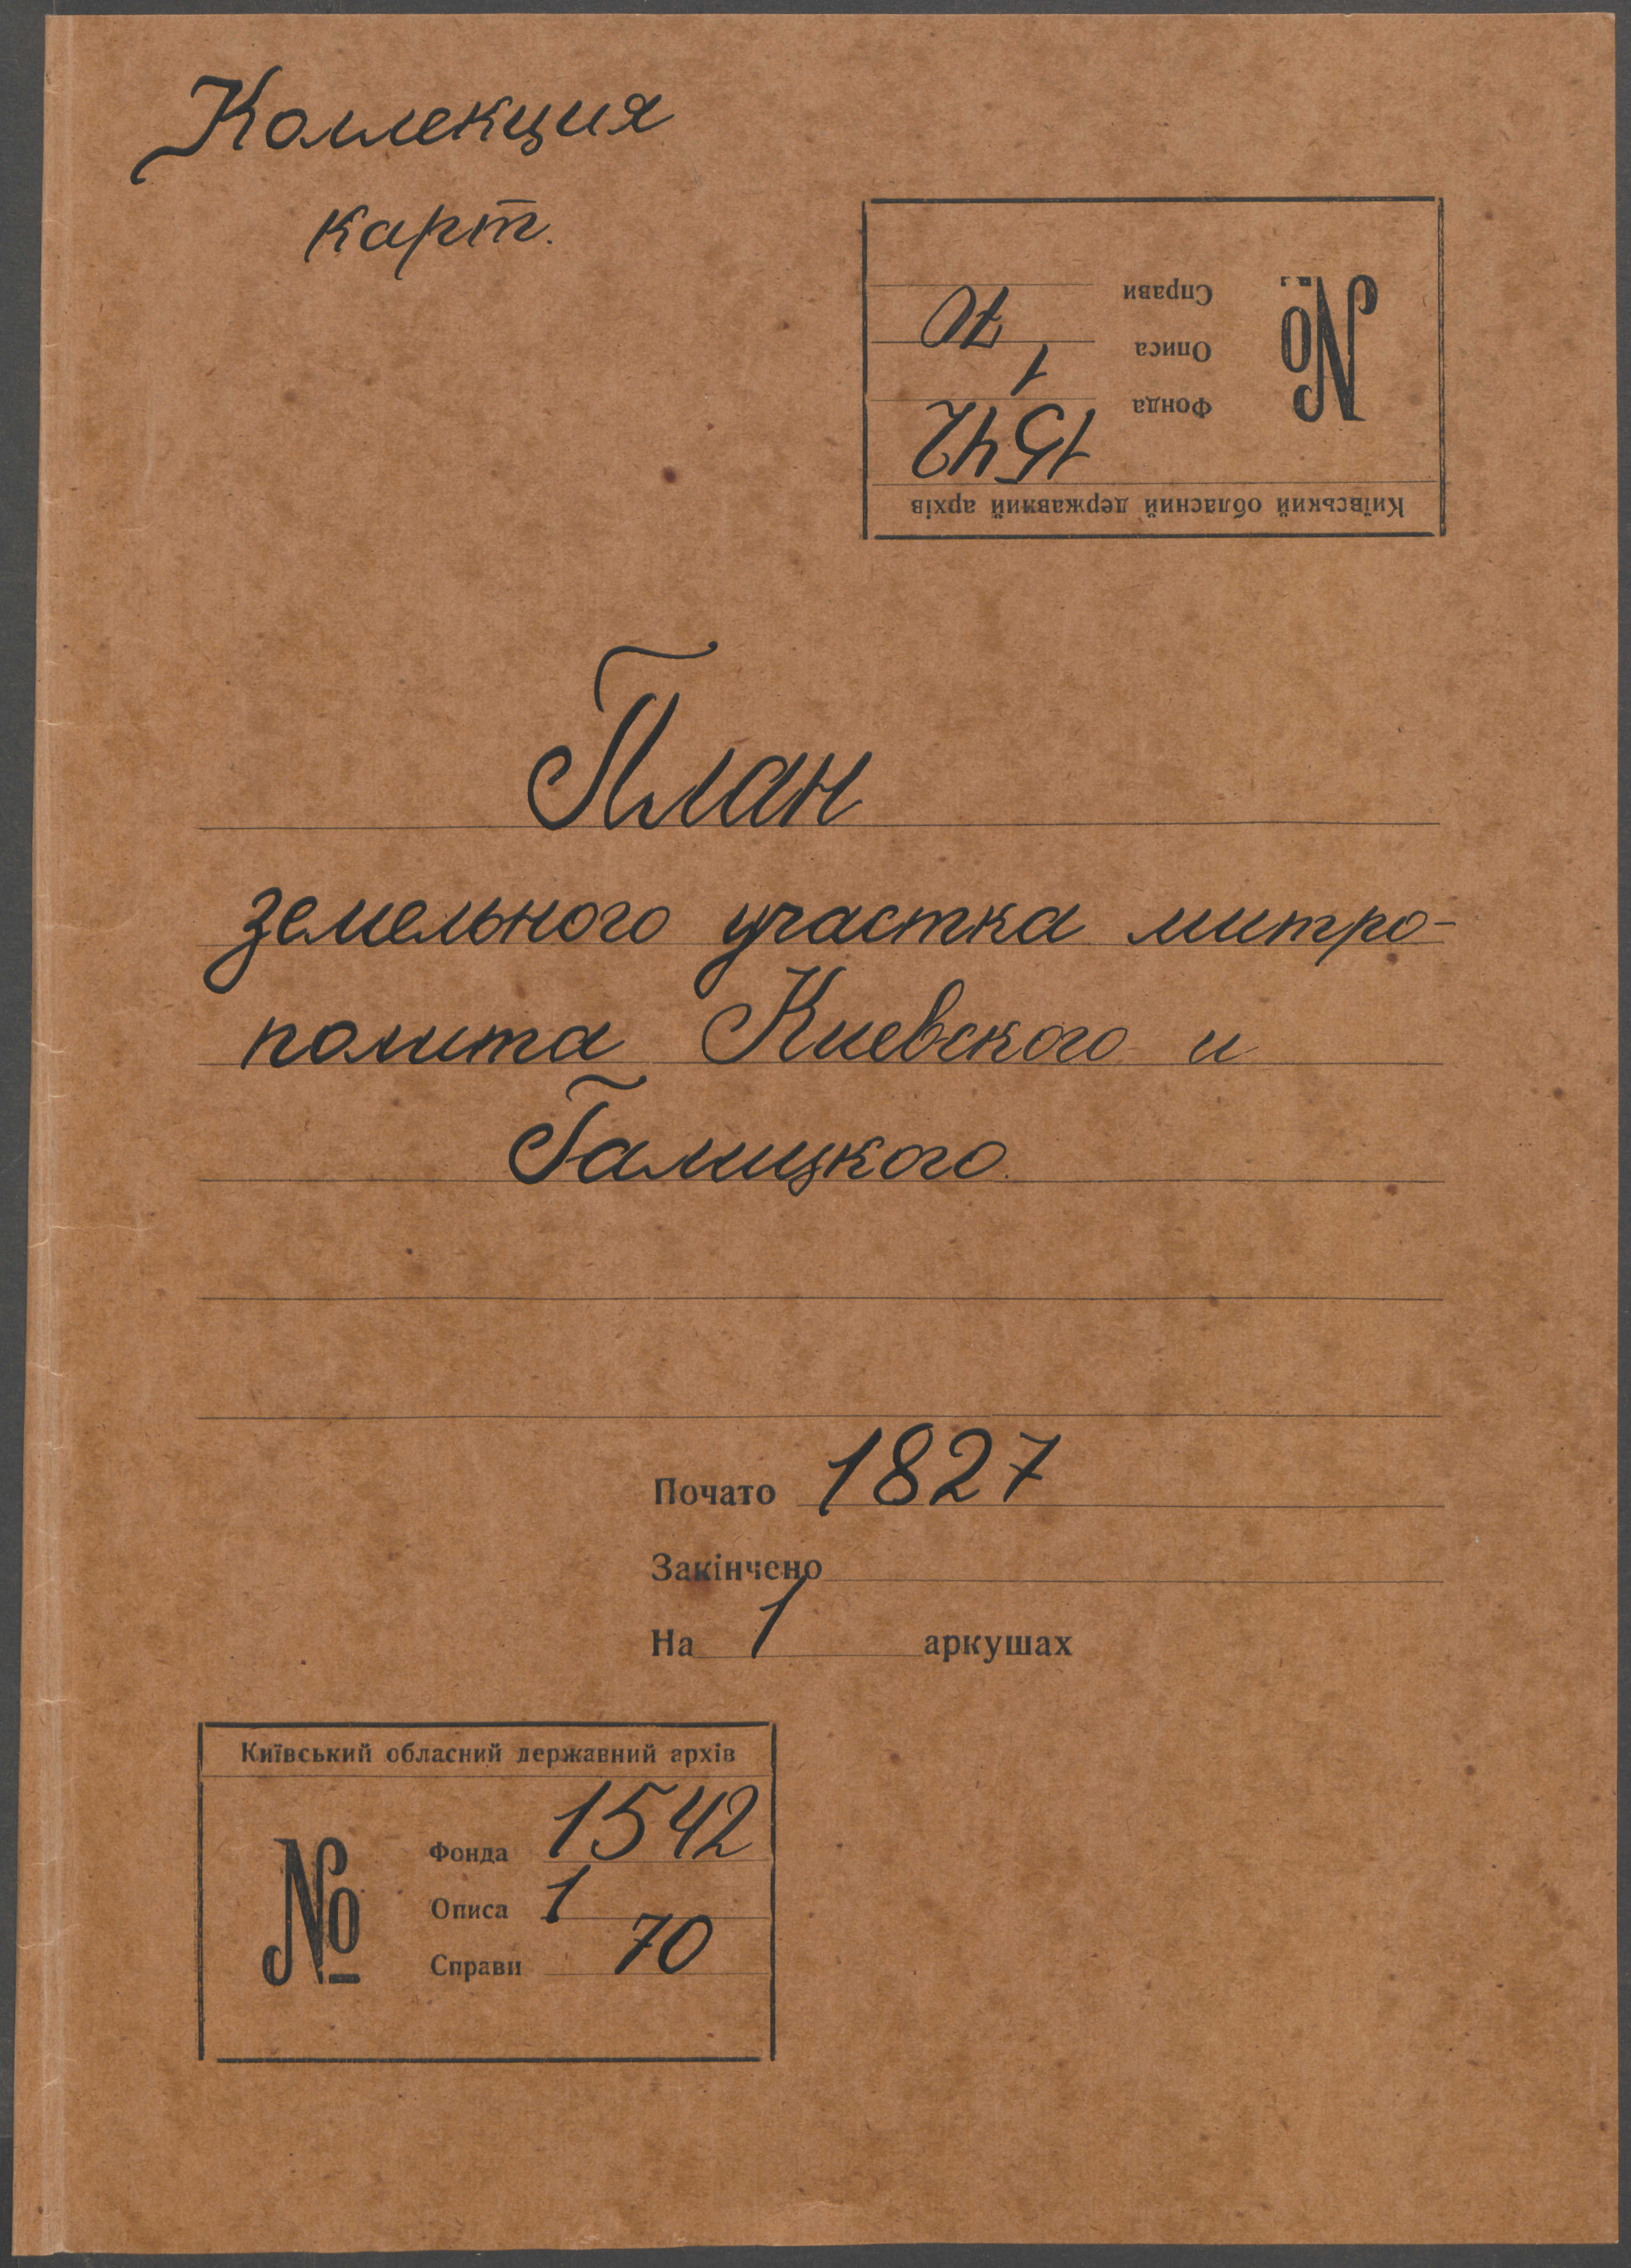 Коллекция
карт.
Київський обласний державний архів
№
Фонда 1542
Описа 1
Справи 70
План
земельного участка митро-
полита Киевского и
Галицкого.
Почато 1827
Закінчено
На 1 аркушах
Київський обласний державний архів
№
Фонда 1542
Описа 1
Справи 70